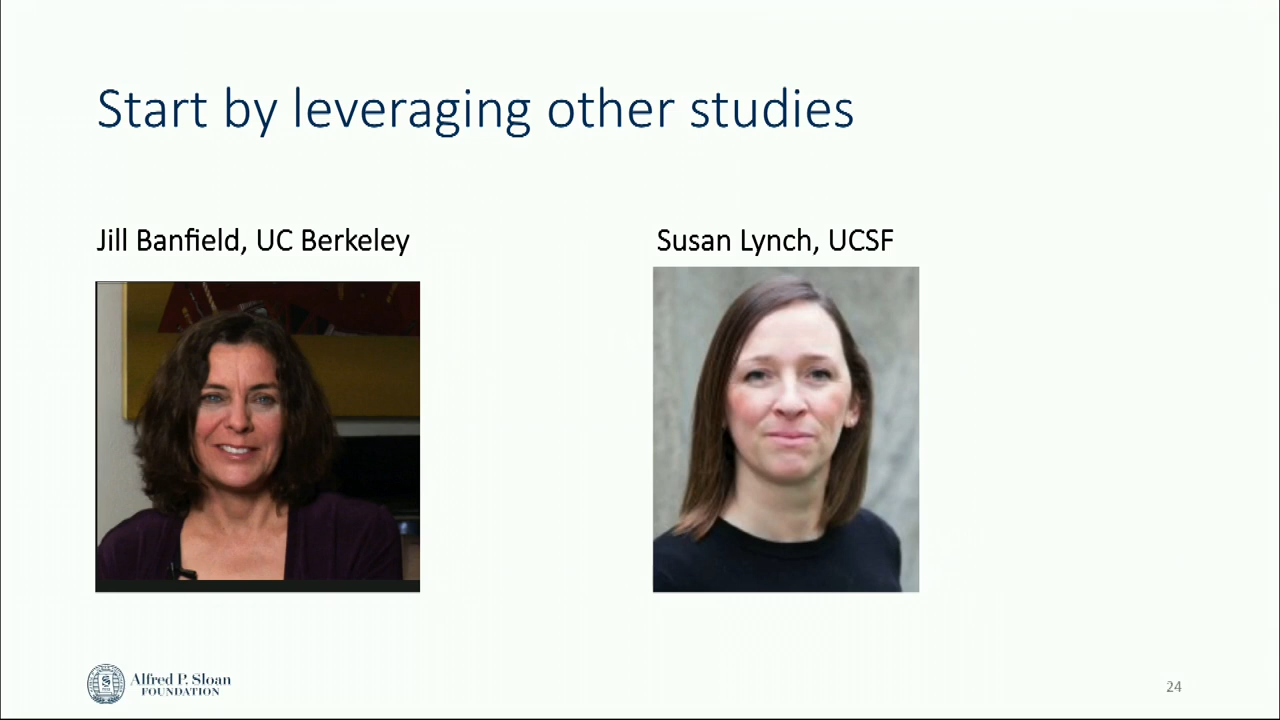 Start by leveraging other studies
Jill Banfield, UC Berkeley
Susan Lynch, UCSF
Alfred P. Sloan
FOUNDATION
24